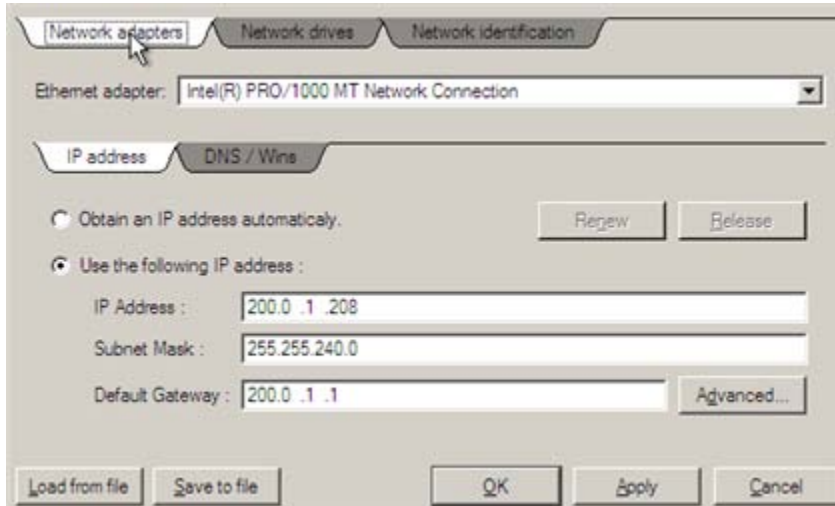 Network adapters Network drives Network identification
Ethernet adapter: Intel(R) PRO/1000 MT Network Connection
IP address DNS / Wins
Obtain an IP address automaticaly. Renew Release
Use the following IP address :
IP Address : 200.0 .1 .208
Subnet Mask : 255.255.240.0
Default Gateway : 200.0 .1 .1 Advanced...
Load from file Save to file OK Apply Cancel